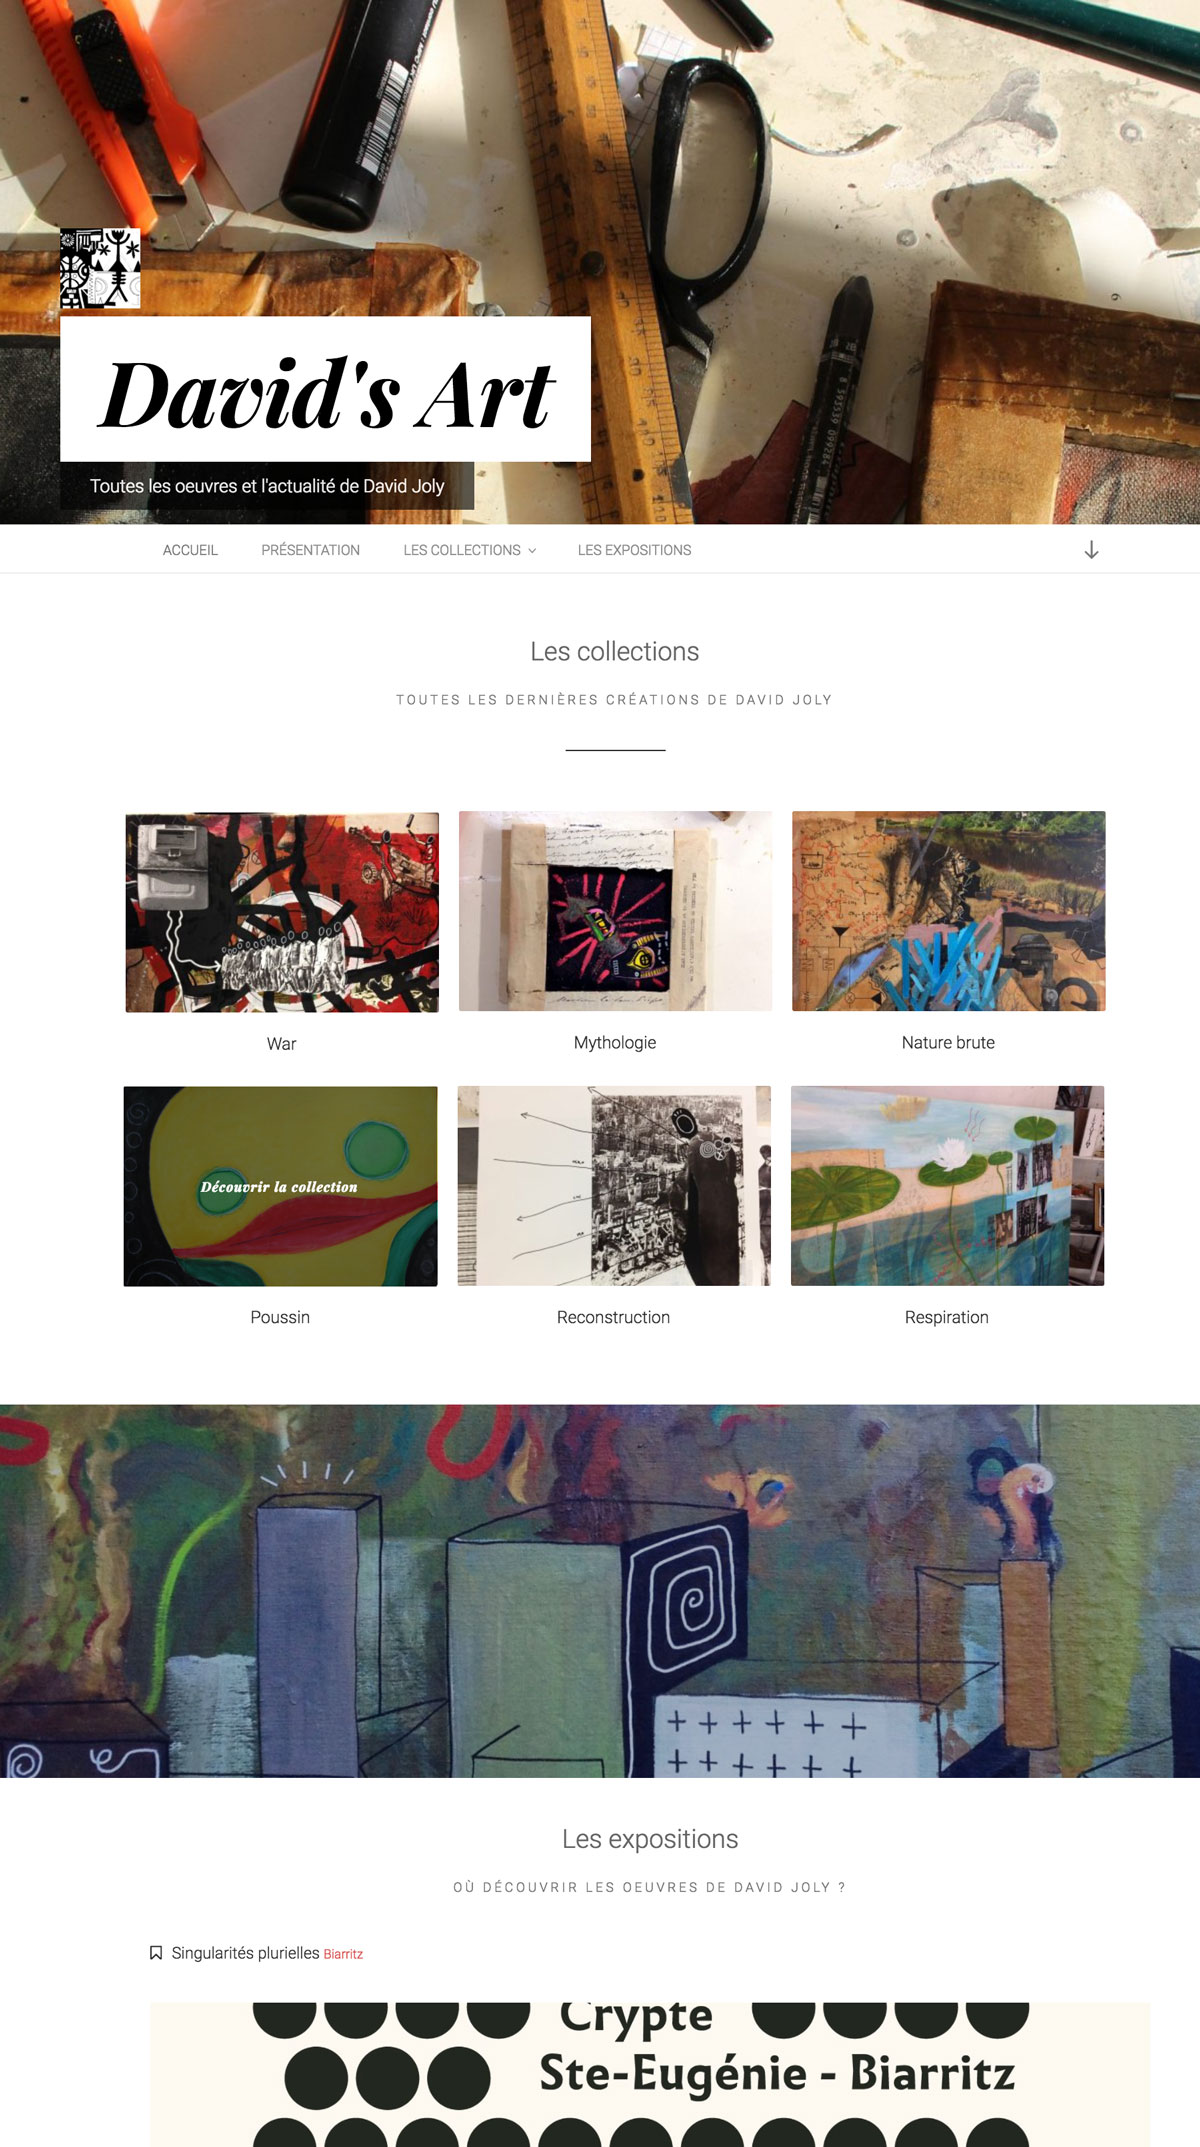 David's Art
Toutes les oeuvres et l'actualité de David Joly
ACCUEIL PRÉSENTATION LES COLLECTIONS LES EXPOSITIONS
Les collections
TOUTES LES DERNIÈRES CRÉATIONS DE DAVID JOLY
War Mythologie Nature brute
Découvrir la collection
Poussin Reconstruction Respiration
Les expositions
OÙ DÉCOUVRIR LES OEUVRES DE DAVID JOLY ?
Singularités plurielles Biarritz
Crypte
Ste-Eugénie - Biarritz